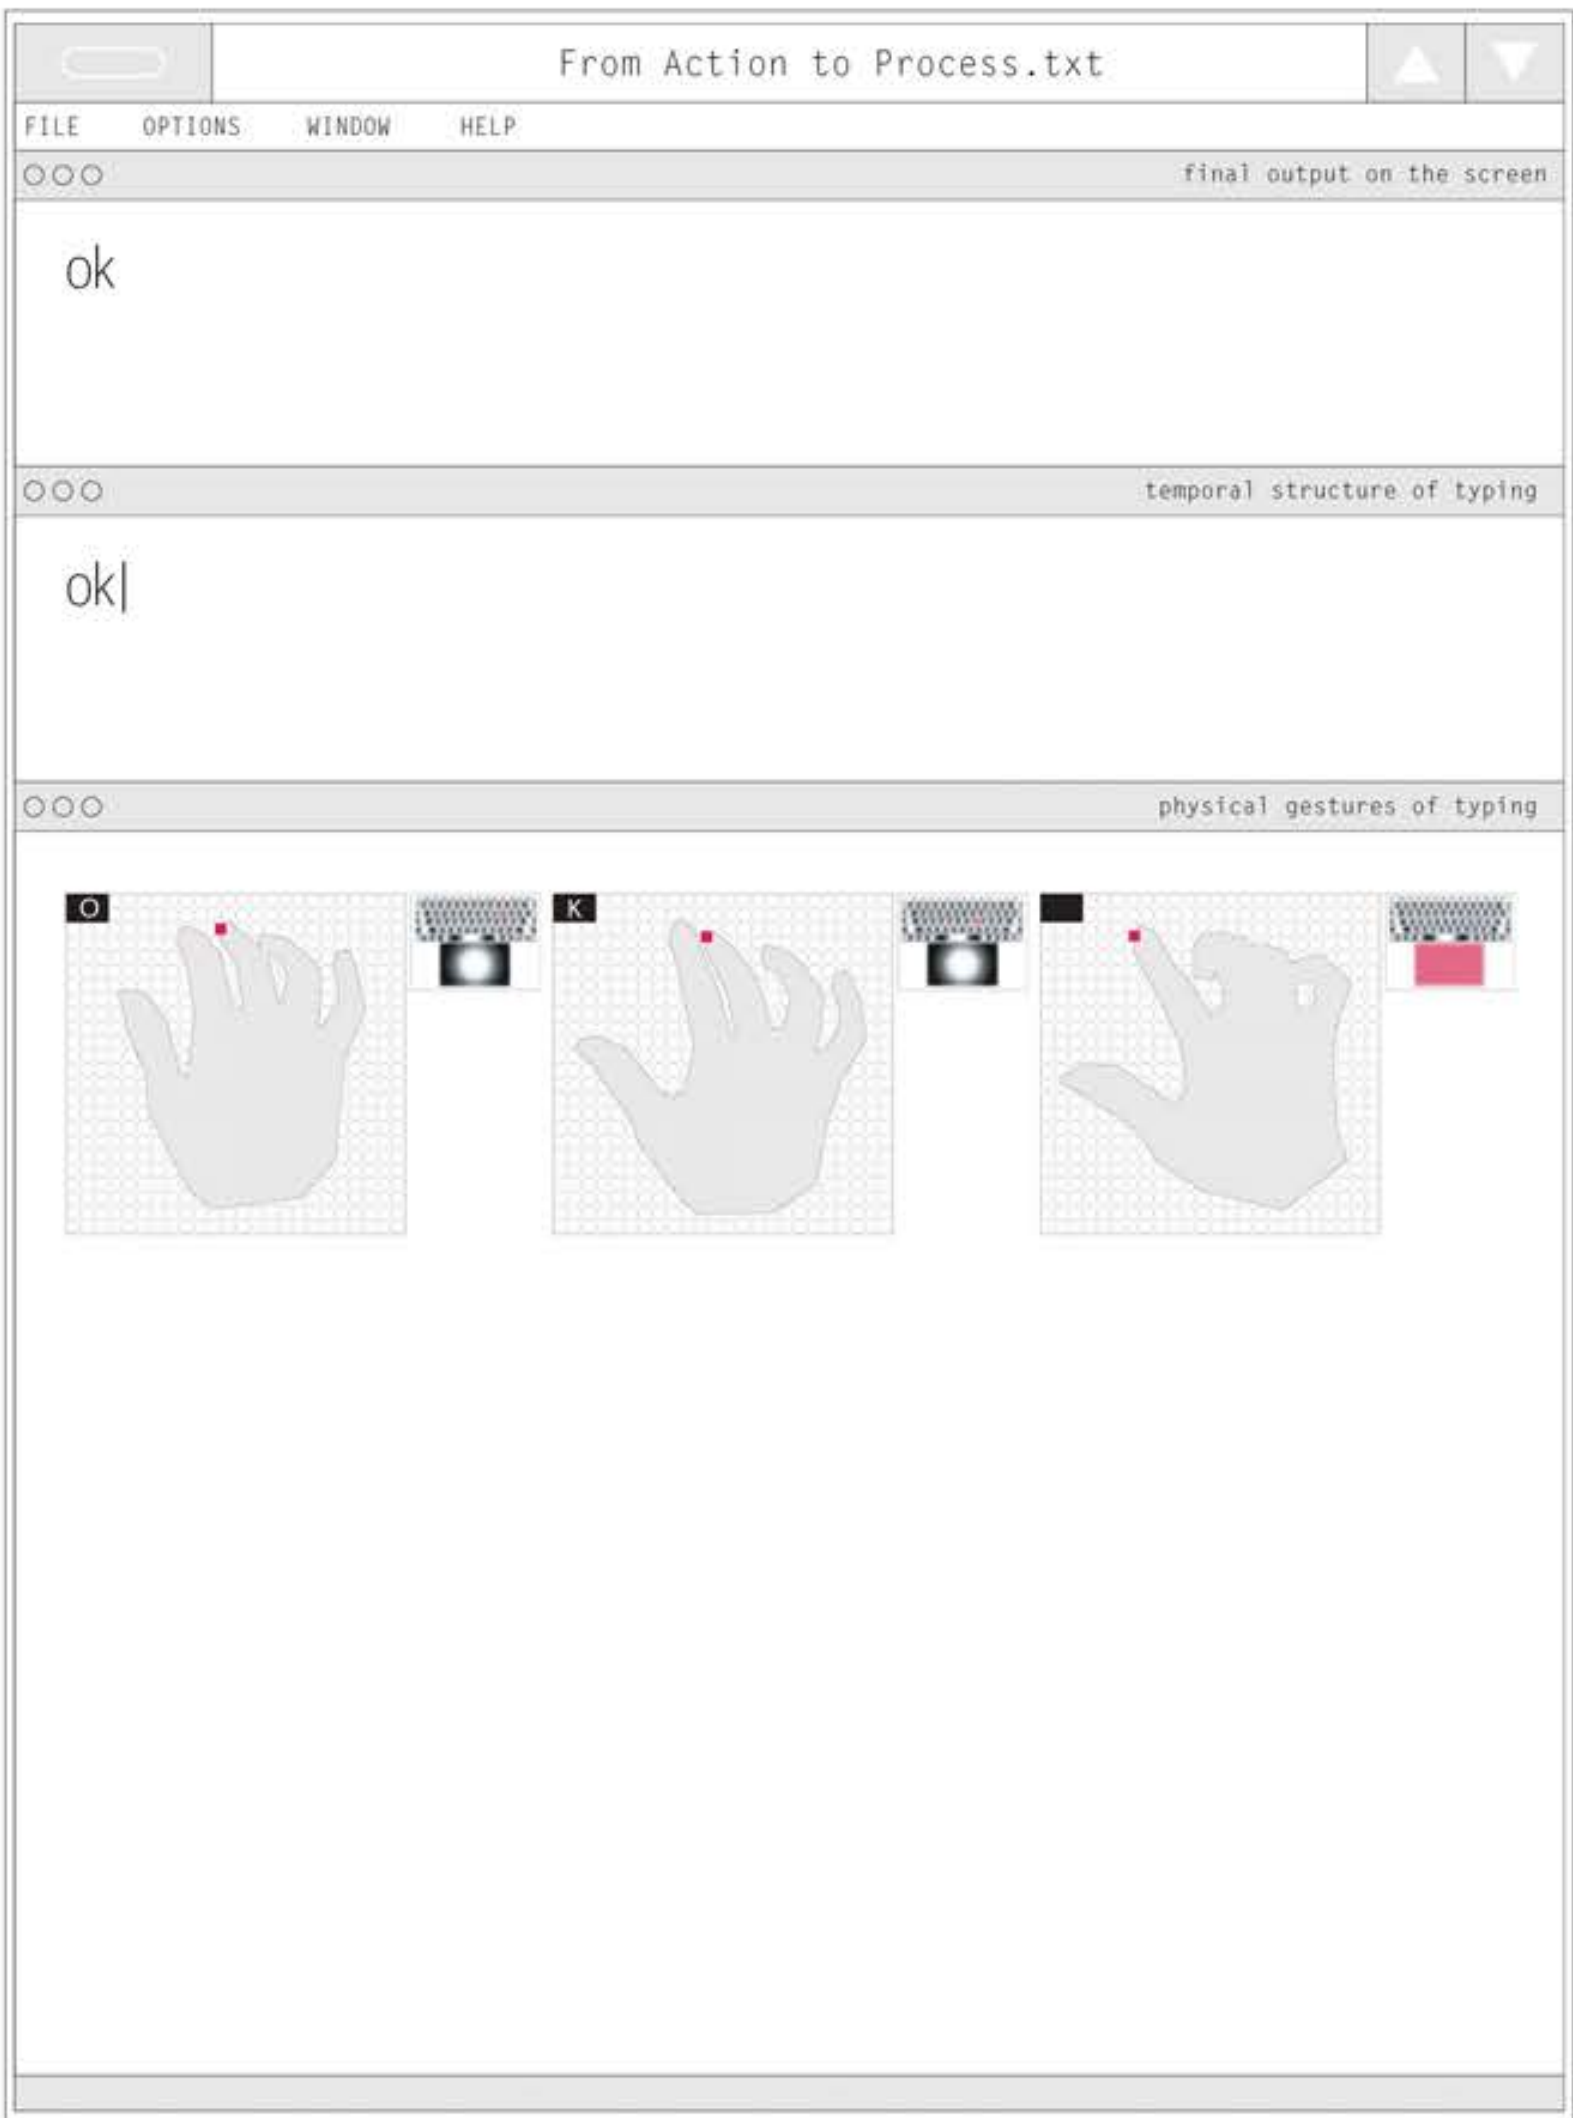 From Action to Process.txt
FILE OPTIONS WINDOW HELP
final output on the screen
ok
temporal structure of typing
ok|
physical gestures of typing
O K